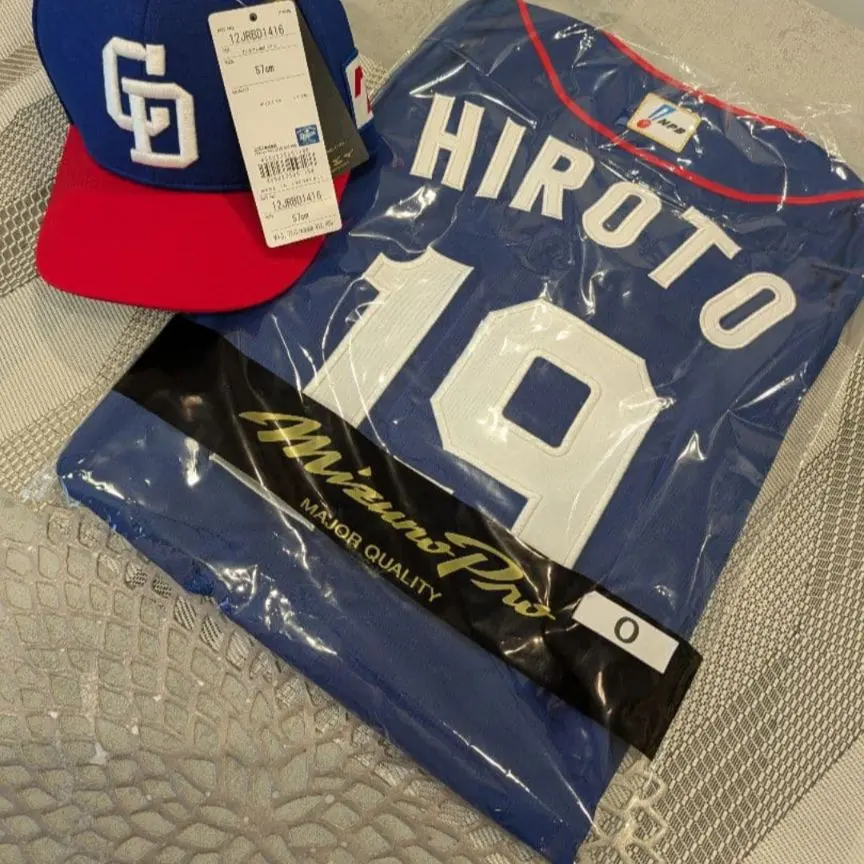 CD
12JRBD1416
57cm
12JRBD1416
57cm
NPB
HIROTO
19
Mizuno Pro
MAJOR QUALITY
O